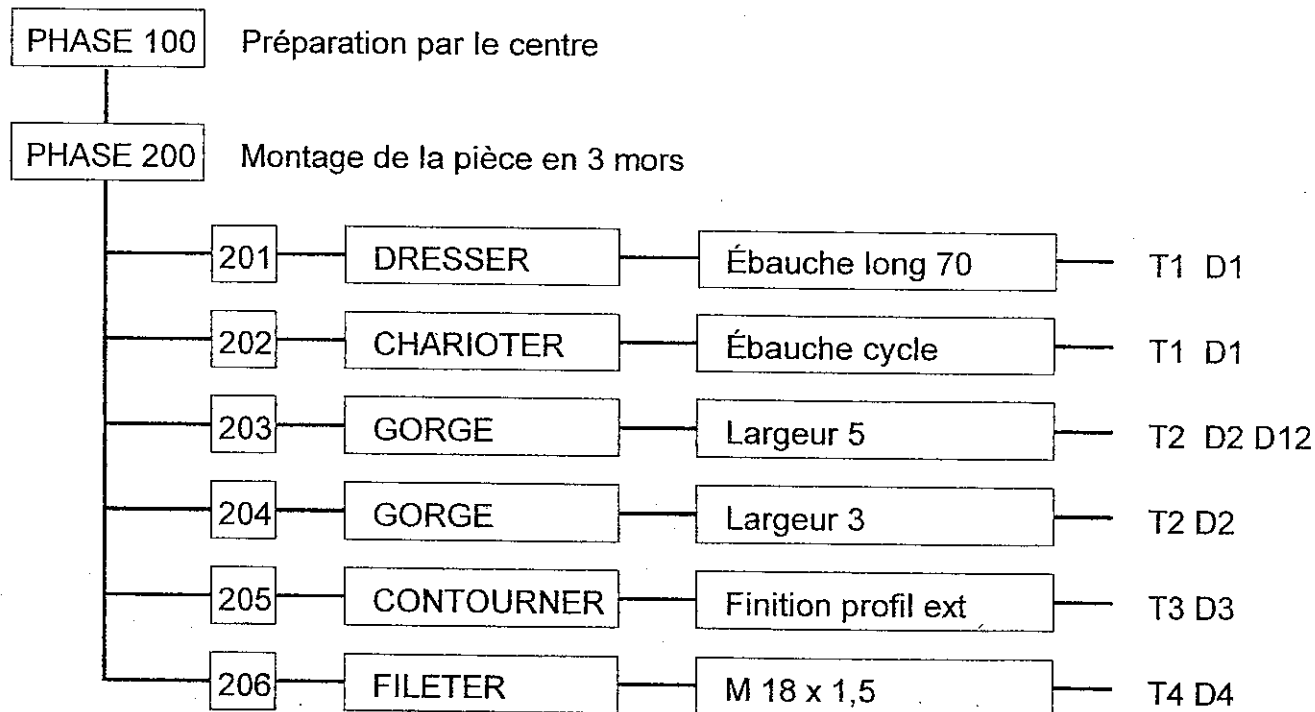 PHASE 100 Préparation par le centre
PHASE 200 Montage de la pièce en 3 mors
201 DRESSER Ébauche long 70 T1 D1
202 CHARIOTER Ébauche cycle T1 D1
203 GORGE Largeur 5 T2 D2 D12
204 GORGE Largeur 3 T2 D2
205 CONTOURNER Finition profil ext T3 D3
206 FILETER M 18 x 1,5 T4 D4